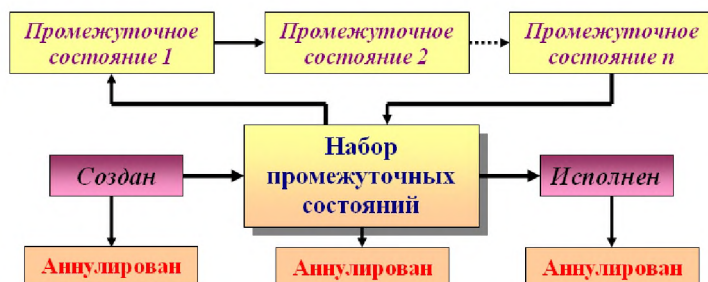 Промежуточное
состояние 1
Промежуточное
состояние 2
Промежуточное
состояние n
Создан
Набор
промежуточных
состояний
Исполнен
Аннулирован
Аннулирован
Аннулирован